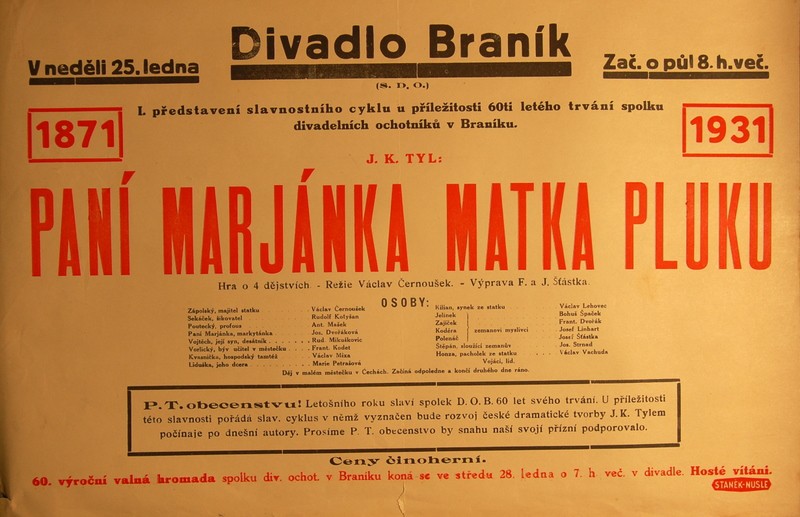 Divadlo Braník
V neděli 25. ledna
Zač. o půl 8. h. več.
(S. D. O.)
I. představení slavnostního cyklu u příležitosti 60ti letého trvání spolku
divadelních ochotníků v Braníku.
1871
1931
J. K. TYL:
PANÍ MARJÁNKA MATKA PLUKU
Hra o 4 dějstvích. - Režie Václav Černoušek. - Výprava F. a J. Šťástka.
OSOBY:
Zápolský, majitel statku Václav Černoušek
Sekáček, šikovatel Rudolf Kotyšan
Poutecký, profous Ant. Mašek
Paní Marjánka, markytánka Jos. Dvořáková
Vojtěch, její syn, desátník . . . . . . Rud. Mikušković
Vorlický, býv. učitel v městečku . . Frant. Kodat
Kvasnička, hospodský tamtéž Václav Míza
Liduška, jeho dcera Marie Petrašová
Kilian, synek ze statku Václav Lehovec
Jelínek Bohuš Špaček
Zajíček Frant. Dvořák
Koděra zemanovi myslivci Josef Linhart
Polenář Josef Šťástka
Štěpán, sloužící zemanův Jos. Strnad
Honza, pacholek ze statku . . . Václav Vachuda
Vojáci, lid.
Děj v malém městečku v Čechách. Začíná odpoledne a končí druhého dne ráno.
P. T. obecenstvu! Letošního roku slaví spolek D. O. B. 60 let svého trvání. U příležitosti
této slavnosti pořádá slav. cyklus v němž vyznačen bude rozvoj české dramatické tvorby J. K. Tylem
počínaje po dnešní autory. Prosíme P. T. obecenstvo by snahu naší svojí přízní podporovalo.
Ceny činoherní.
60. výroční valná hromada spolku div. ochot. v Braníku koná se ve středu 28. ledna o 7. h več. v divadle. Hosté vítáni.
STANĚK-NUSLE